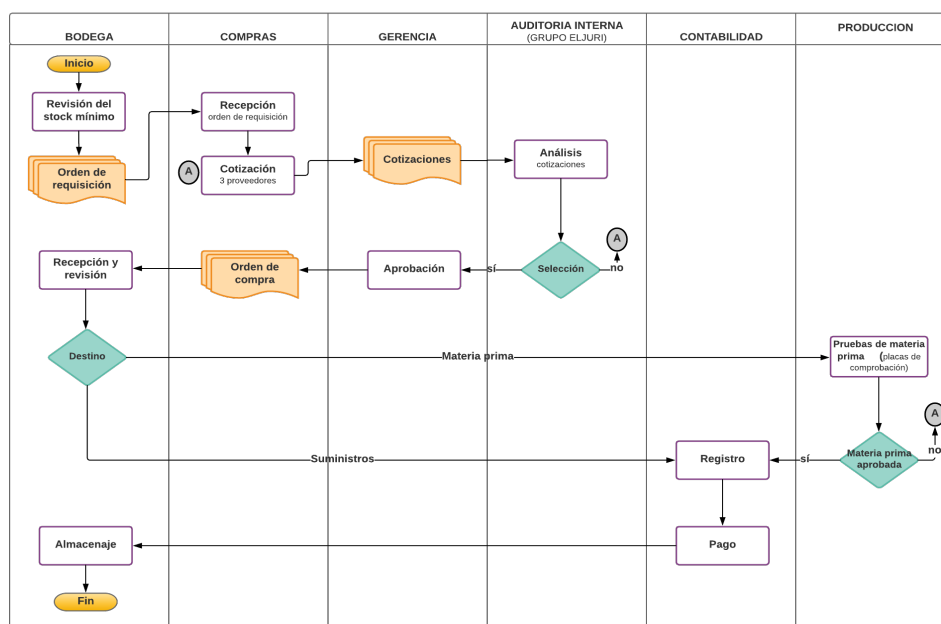 BODEGA
COMPRAS
GERENCIA
AUDITORIA INTERNA
(GRUPO ELJURI)
CONTABILIDAD
PRODUCCION
Inicio
Revisión del
stock mínimo
Orden de
requisición
Recepción
orden de requisición
A
Cotización
3 proveedores
Cotizaciones
Análisis
cotizaciones
A
Selección
no
sí
Aprobación
Orden de
compra
Recepción y
revisión
Destino
Materia prima
Pruebas de materia
prima (placas de
comprobación)
A
no
Materia prima
aprobada
sí
Suministros
Registro
Pago
Almacenaje
Fin